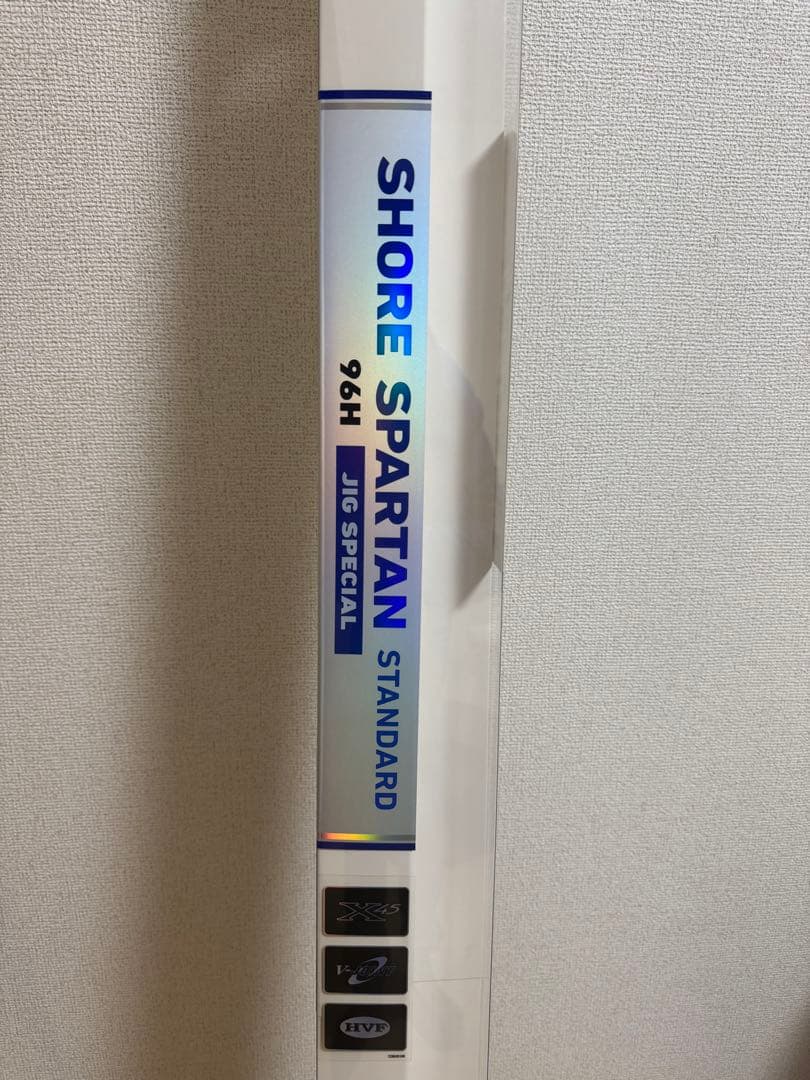 SHORE SPARTAN STANDARD
96H JIG SPECIAL
X45
V-JOINT
HVF